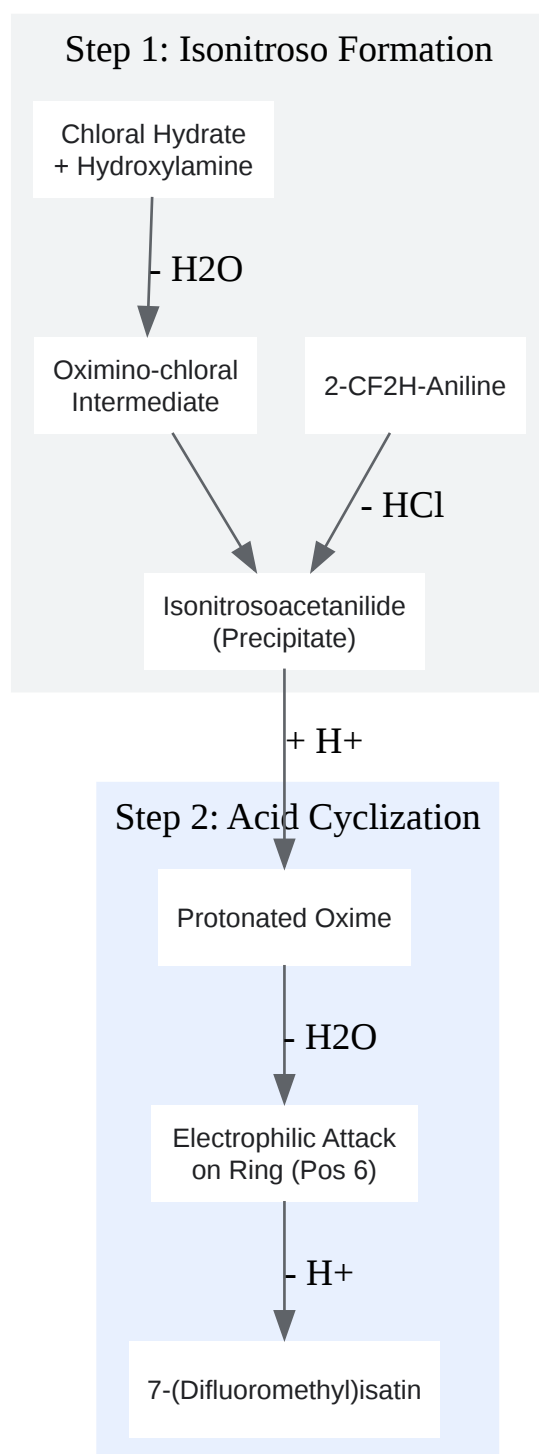 Step 1: Isonitroso Formation
Chloral Hydrate
+ Hydroxylamine
- H2O
Oximino-chloral
Intermediate
2-CF2H-Aniline
- HCl
Isonitrosoacetanilide
(Precipitate)
+ H+
Step 2: Acid Cyclization
Protonated Oxime
- H2O
Electrophilic Attack
on Ring (Pos 6)
- H+
7-(Difluoromethyl)isatin